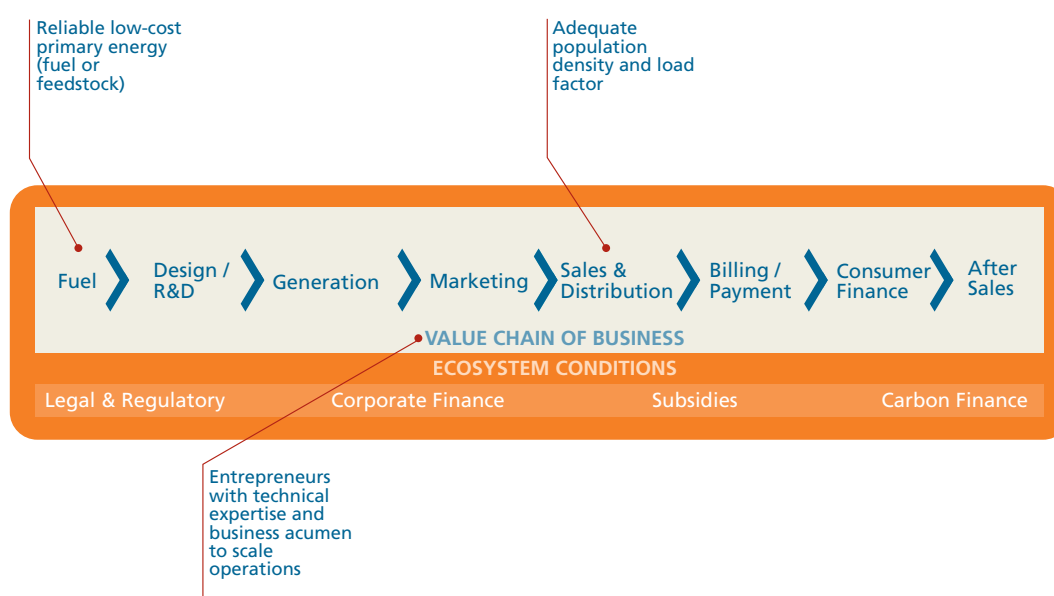 Reliable low-cost
primary energy
(fuel or
feedstock)
Adequate
population
density and load
factor
Fuel
Design /
R&D
Generation
Marketing
Sales &
Distribution
Billing /
Payment
Consumer
Finance
After
Sales
VALUE CHAIN OF BUSINESS
ECOSYSTEM CONDITIONS
Legal & Regulatory
Corporate Finance
Subsidies
Carbon Finance
Entrepreneurs
with technical
expertise and
business acumen
to scale
operations